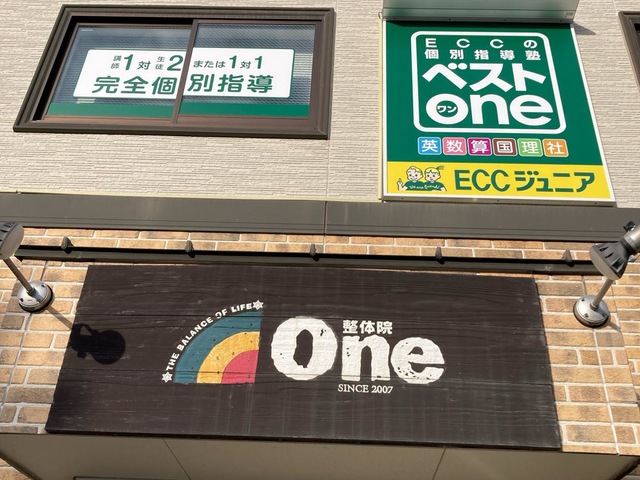 講師1対生徒2または1対1
完全個別指導
ECCの
個別指導塾
ベスト
one
ワン
英数算国理社
ECCジュニア
THE BALANCE OF LIFE
整体院
One
SINCE 2007